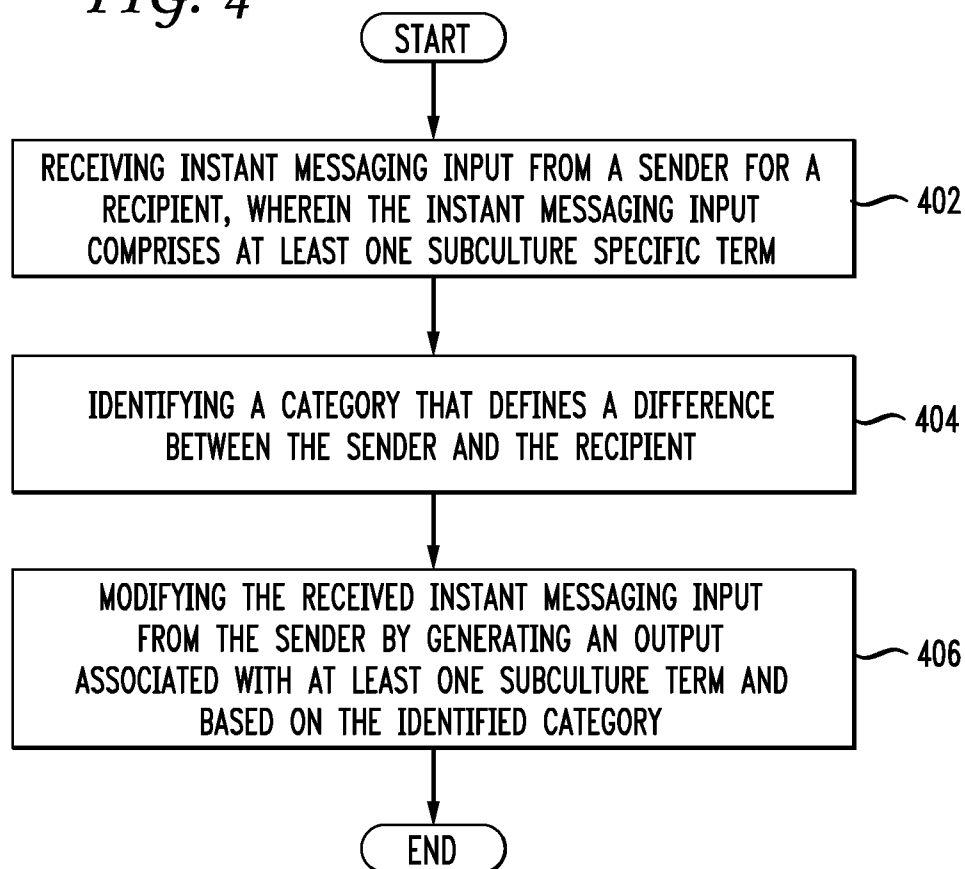 FIG. 4
START
RECEIVING INSTANT MESSAGING INPUT FROM A SENDER FOR A
RECIPIENT, WHEREIN THE INSTANT MESSAGING INPUT
COMPRISES AT LEAST ONE SUBCULTURE SPECIFIC TERM
402
IDENTIFYING A CATEGORY THAT DEFINES A DIFFERENCE
BETWEEN THE SENDER AND THE RECIPIENT
404
MODIFYING THE RECEIVED INSTANT MESSAGING INPUT
FROM THE SENDER BY GENERATING AN OUTPUT
ASSOCIATED WITH AT LEAST ONE SUBCULTURE TERM AND
BASED ON THE IDENTIFIED CATEGORY
406
END